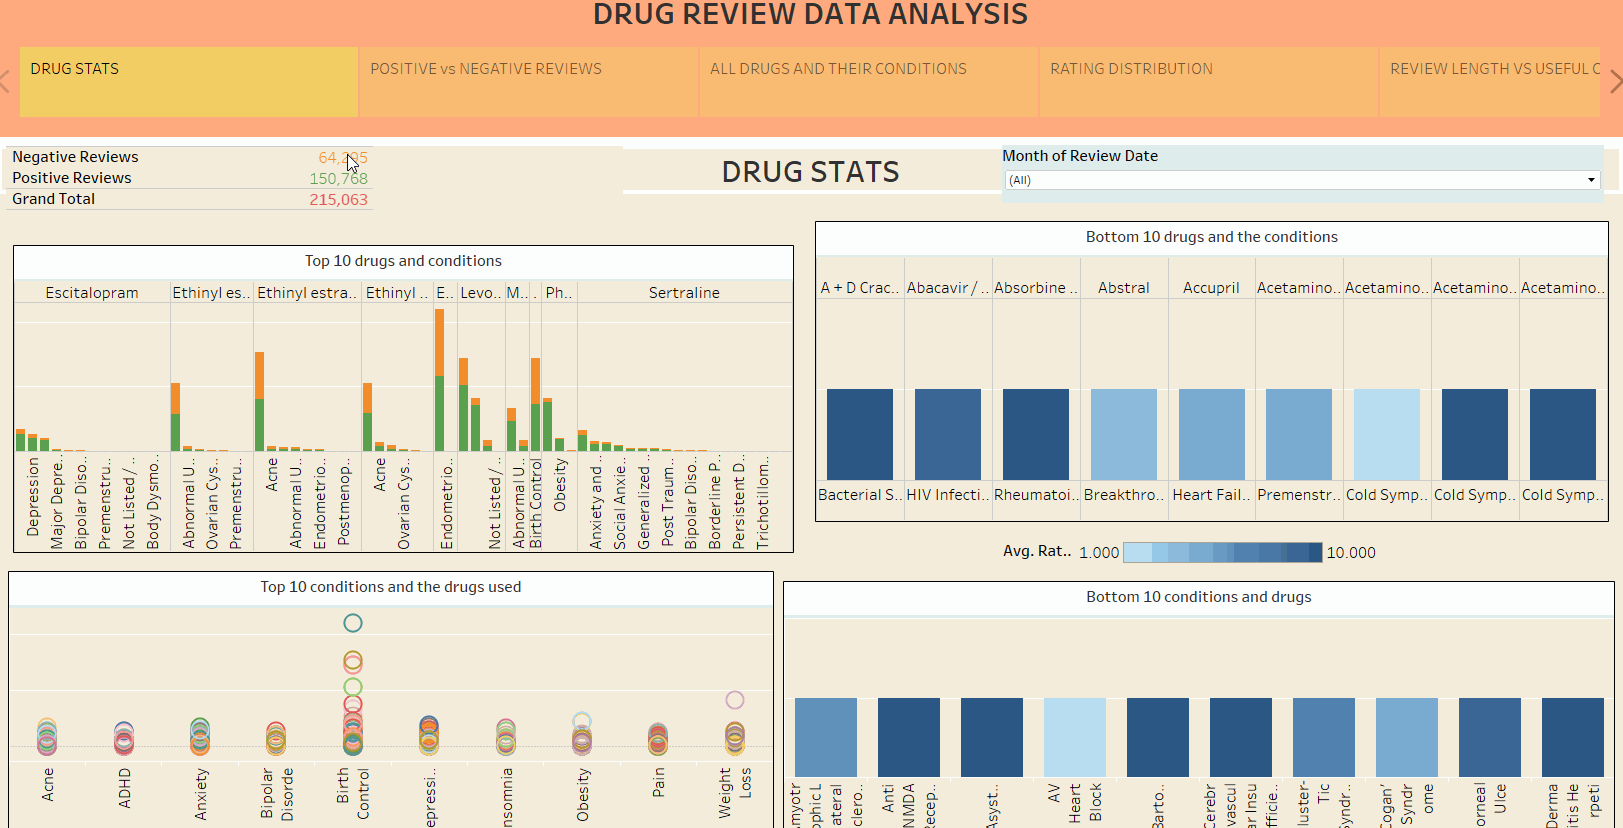 DRUG REVIEW DATA ANALYSIS
DRUG STATS
POSITIVE vs NEGATIVE REVIEWS
ALL DRUGS AND THEIR CONDITIONS
RATING DISTRIBUTION
REVIEW LENGTH VS USEFUL C
Negative Reviews 64,295
Positive Reviews 150,768
Grand Total 215,063
DRUG STATS
Month of Review Date
(All)
Top 10 drugs and conditions
Escitalopram Ethinyl es.. Ethinyl estra.. Ethinyl .. E.. Levo.. M.. . Ph.. Sertraline
Depression
Major Depre..
Bipolar Diso..
Premenstru..
Not Listed / ..
Body Dysmo..
Abnormal U..
Ovarian Cys..
Premenstru..
Acne
Abnormal U..
Endometrio..
Postmenop..
Acne
Ovarian Cys..
Endometrio..
Not Listed / ..
Abnormal U..
Birth Control
Obesity
Anxiety and ..
Social Anxie..
Generalized ..
Post Traum..
Bipolar Diso..
Borderline P..
Persistent D..
Trichotillom..
Bottom 10 drugs and the conditions
A + D Crac.. Abacavir / .. Absorbine .. Abstral Accupril Acetamino.. Acetamino.. Acetamino.. Acetamino..
Bacterial S.. HIV Infecti.. Rheumatoi.. Breakthro.. Heart Fail.. Premenstr.. Cold Symp.. Cold Symp.. Cold Symp..
Avg. Rat.. 1.000 10.000
Top 10 conditions and the drugs used
Acne
ADHD
Anxiety
Bipolar
Disorde
Birth
Control
epressi..
nsomnia
Obesity
Pain
Weight
Loss
Bottom 10 conditions and drugs
myotr
ophic L
ateral
clero..
Anti
NMDA
Recep..
Asyst..
AV
Heart
Block
Barto..
Cerebr
vascul
ar Insu
fficie..
luster-
Tic
Syndr..
Cogan'
Syndr
ome
orneal
Ulce
Derma
itis He
rpeti